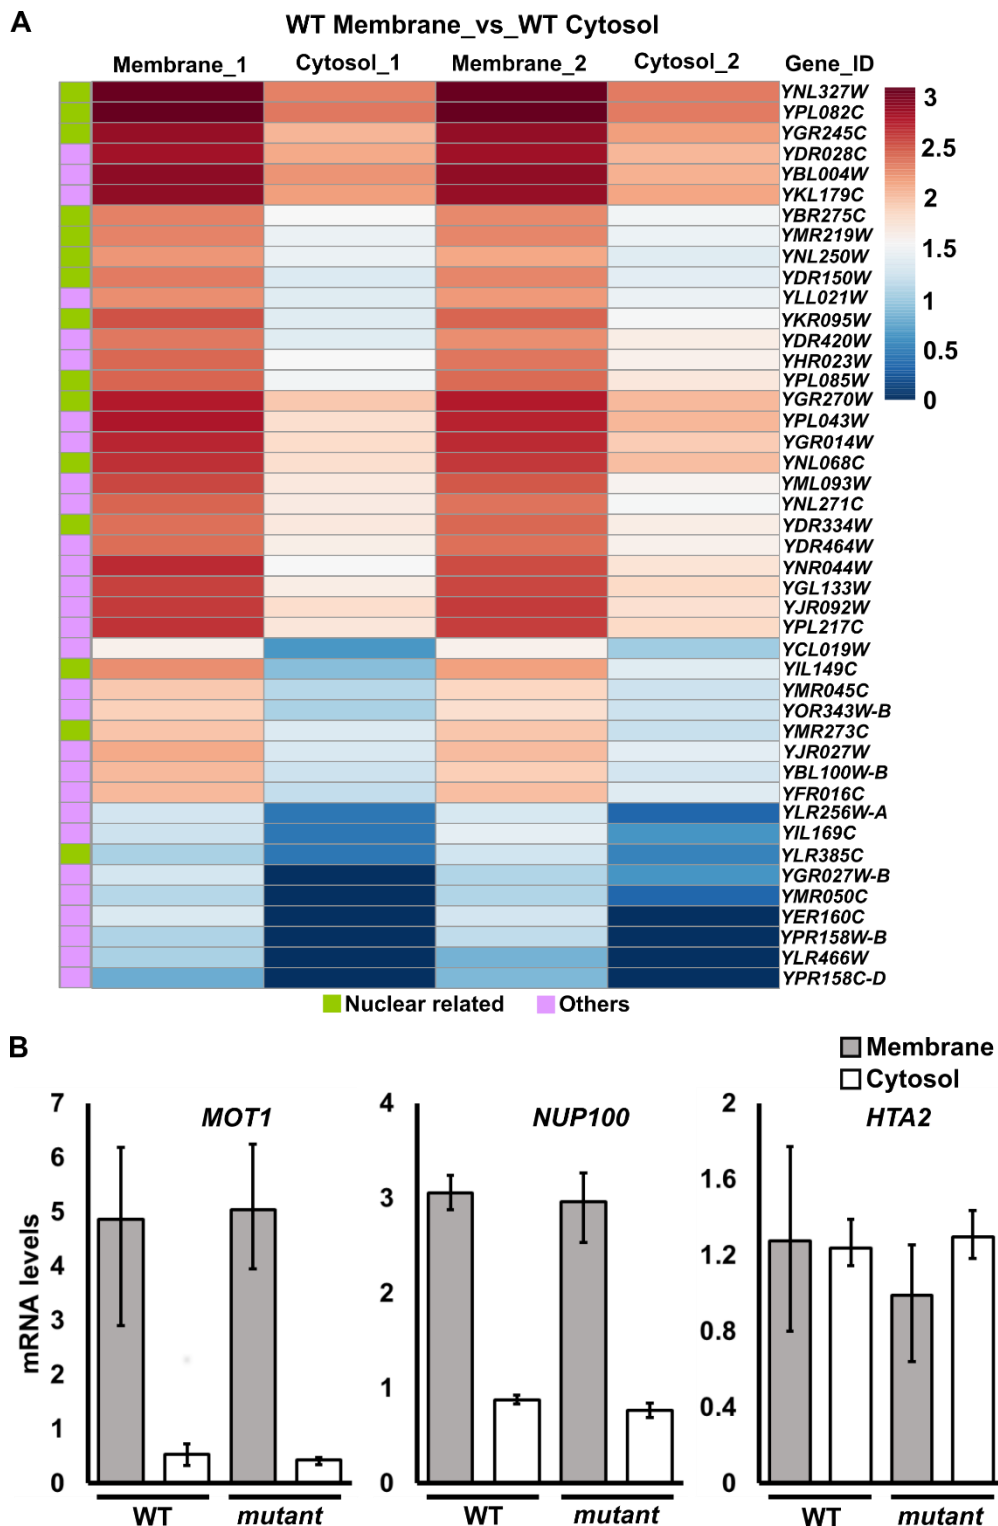 A
WT Membrane_vs_WT Cytosol
Membrane_1 Cytosol_1 Membrane_2 Cytosol_2 Gene_ID
YNL327W
YPL082C
YGR245C
YDR028C
YBL004W
YKL179C
YBR275C
YMR219W
YNL250W
YDR150W
YLL021W
YKR095W
YDR420W
YHR023W
YPL085W
YGR270W
YPL043W
YGR014W
YNL068C
YML093W
YNL271C
YDR334W
YDR464W
YNR044W
YGL133W
YJR092W
YPL217C
YCL019W
YIL149C
YMR045C
YOR343W-B
YMR273C
YJR027W
YBL100W-B
YFR016C
YLR256W-A
YIL169C
YLR385C
YGR027W-B
YMR050C
YER160C
YPR158W-B
YLR466W
YPR158C-D
3
2.5
2
1.5
1
0.5
0
Nuclear related Others
B
Membrane
Cytosol
mRNA levels
7
6
5
4
3
2
1
0
MOT1
WT mutant
4
3
2
1
0
NUP100
WT mutant
2
1.6
1.2
0.8
0.4
0
HTA2
WT mutant